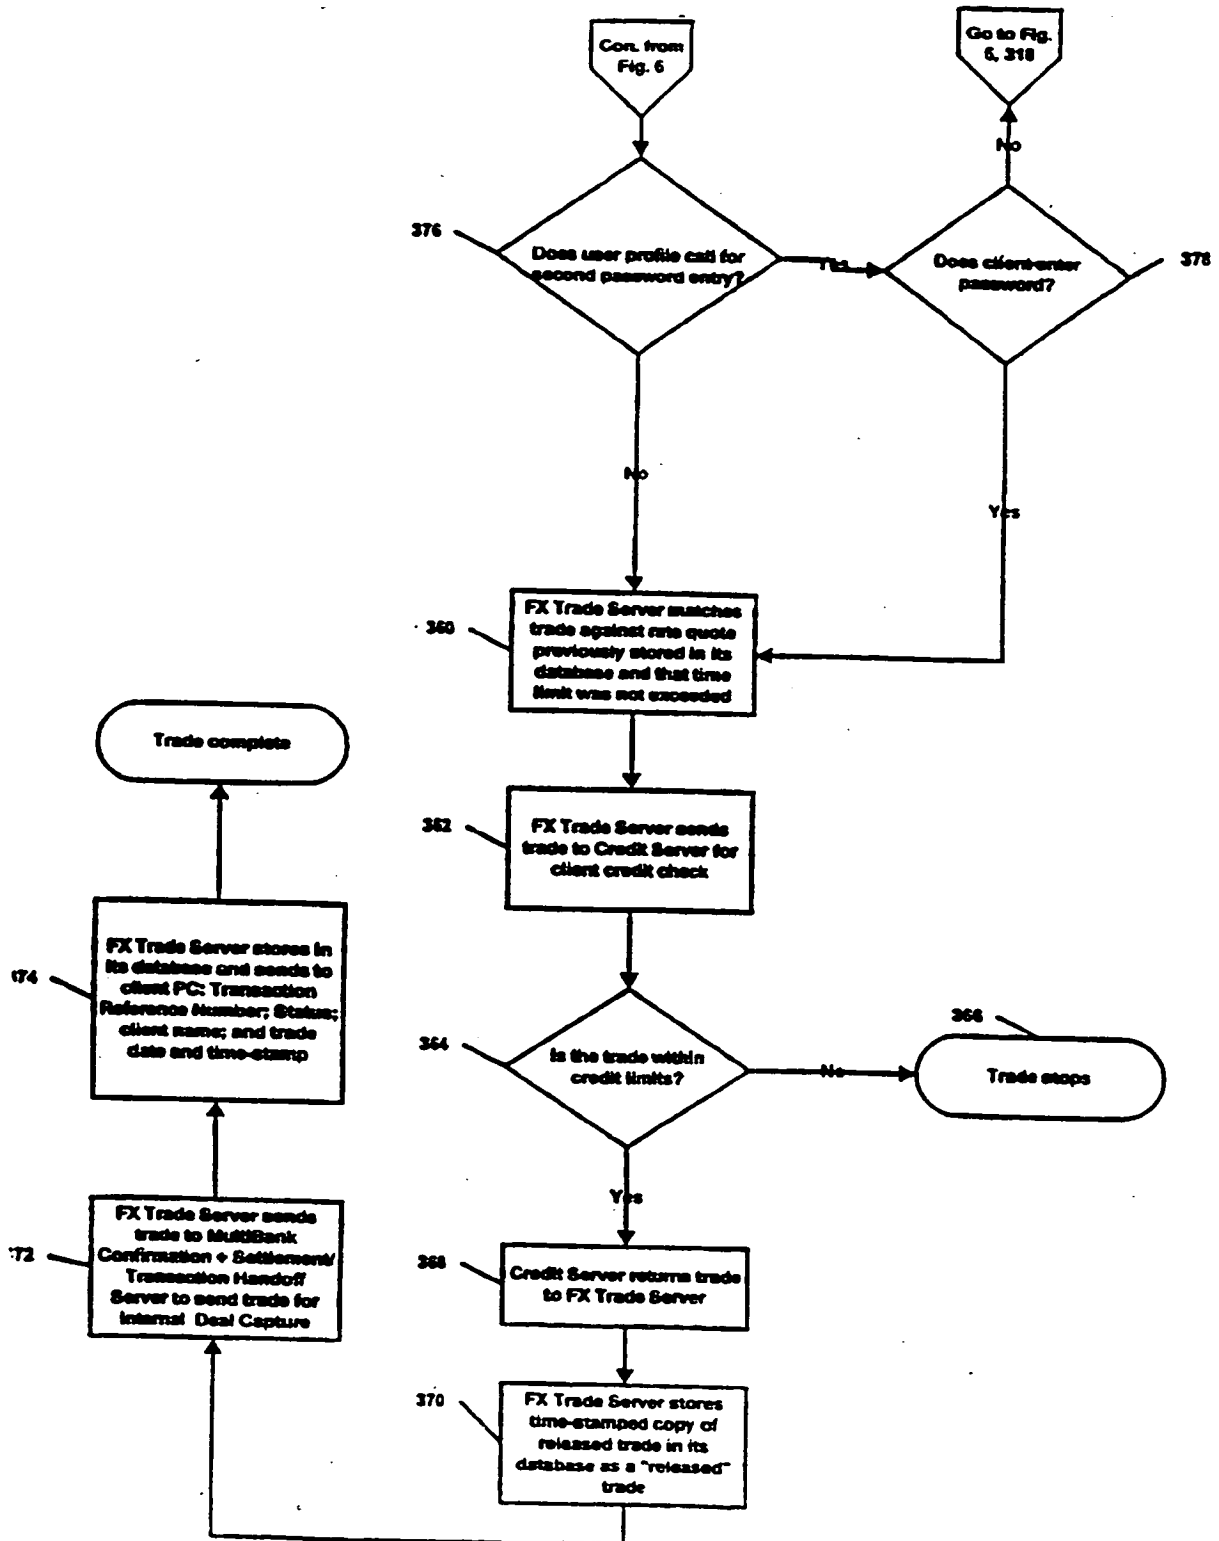 Con. from
Fig. 6
Go to Fig.
5, 318
No
376
Does user profile call for
second password entry?
Yes
Does client enter
password?
378
No
Yes
360
FX Trade Server matches
trade against rate quote
previously stored in its
database and that time
limit was not exceeded
Trade complete
362
FX Trade Server sends
trade to Credit Server for
client credit check
174
FX Trade Server stores in
its database and sends to
client PC: Transaction
Reference Number; Status;
client name; and trade
date and time-stamp
364
Is the trade within
credit limits?
No
366
Trade stops
Yes
72
FX Trade Server sends
trade to MultiBank
Confirmation + Settlement/
Transaction Handoff
Server to send trade for
Internal Deal Capture
368
Credit Server returns trade
to FX Trade Server
370
FX Trade Server stores
time-stamped copy of
released trade in its
database as a "released"
trade